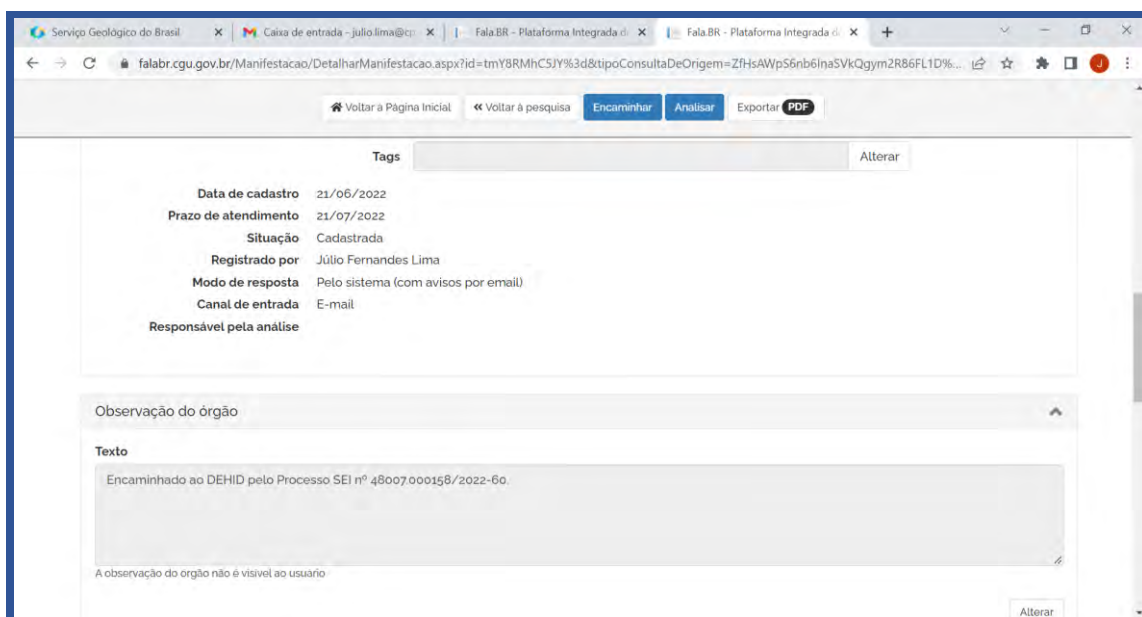 Serviço Geológico do Brasil
Caixa de entrada - julio.lima@cp
Fala.BR - Plataforma Integrada d
Fala.BR - Plataforma Integrada d
falabr.cgu.gov.br/Manifestacao/DetalharManifestacao.aspx?id=tmY8RMhC5JY%3d&tipoConsultaDeOrigem=ZfHsAWpS6nb6InaSVkQgym2R86FL1D%...
J
Voltar a Página Inicial
Voltar à pesquisa
Encaminhar
Analisar
Exportar PDF
Tags
Alterar
Data de cadastro 21/06/2022
Prazo de atendimento 21/07/2022
Situação Cadastrada
Registrado por Júlio Fernandes Lima
Modo de resposta Pelo sistema (com avisos por email)
Canal de entrada E-mail
Responsável pela análise
Observação do órgão
Texto
Encaminhado ao DEHID pelo Processo SEI nº 48007.000158/2022-60.
A observação do órgão não é visível ao usuário
Alterar